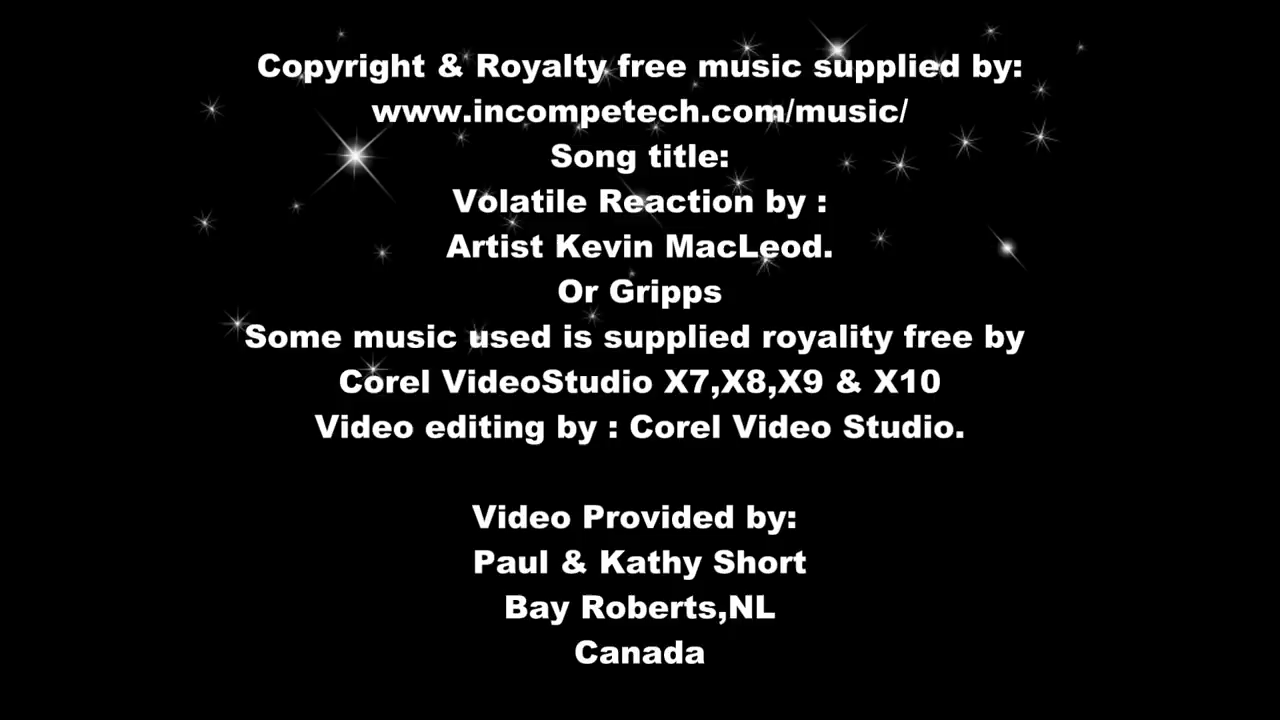 Copyright & Royalty free music supplied by:
www.incompetech.com/music/
Song title:
Volatile Reaction by :
Artist Kevin MacLeod.
Or Gripps
Some music used is supplied royality free by
Corel VideoStudio X7,X8,X9 & X10
Video editing by : Corel Video Studio.
Video Provided by:
Paul & Kathy Short
Bay Roberts,NL
Canada